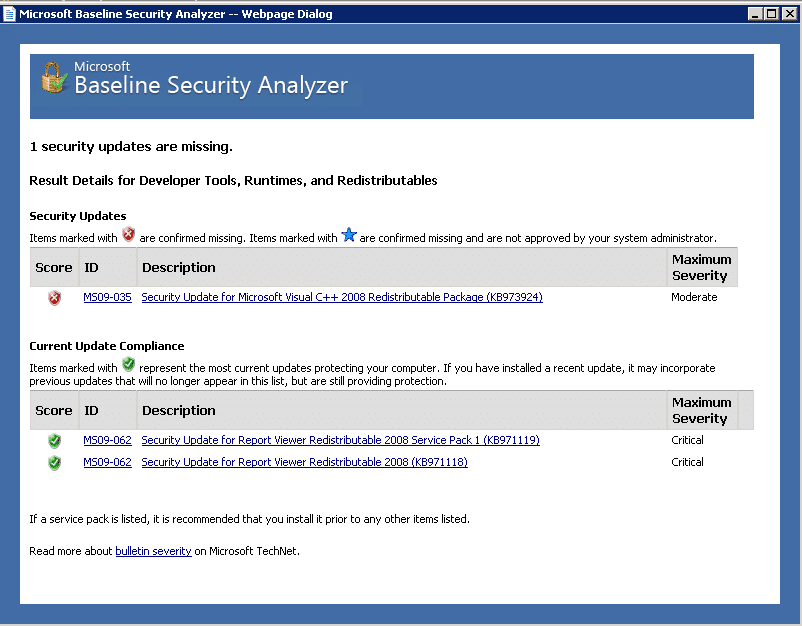 Microsoft Baseline Security Analyzer -- Webpage Dialog
Microsoft
Baseline Security Analyzer
1 security updates are missing.
Result Details for Developer Tools, Runtimes, and Redistributables
Security Updates
Items marked with are confirmed missing. Items marked with are confirmed missing and are not approved by your system administrator.
Score ID Description Maximum Severity
MS09-035 Security Update for Microsoft Visual C++ 2008 Redistributable Package (KB973924) Moderate
Current Update Compliance
Items marked with represent the most current updates protecting your computer. If you have installed a recent update, it may incorporate
previous updates that will no longer appear in this list, but are still providing protection.
Score ID Description Maximum Severity
MS09-062 Security Update for Report Viewer Redistributable 2008 Service Pack 1 (KB971119) Critical
MS09-062 Security Update for Report Viewer Redistributable 2008 (KB971118) Critical
If a service pack is listed, it is recommended that you install it prior to any other items listed.
Read more about bulletin severity on Microsoft TechNet.